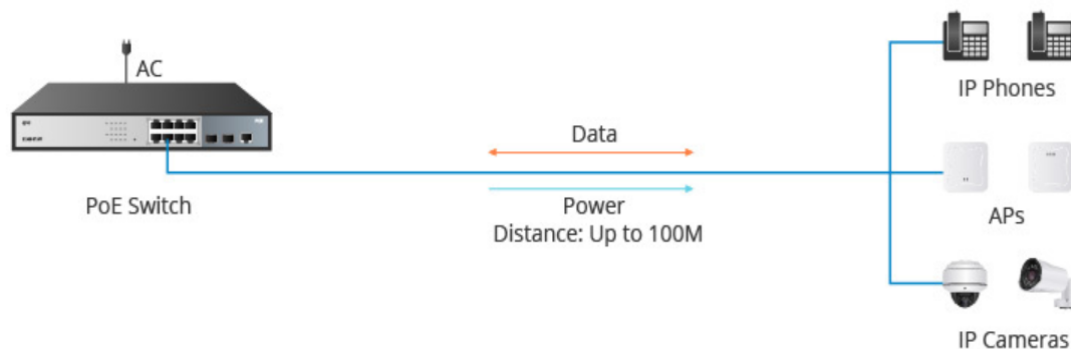 AC
PoE Switch
Data
Power
Distance: Up to 100M
IP Phones
APs
IP Cameras